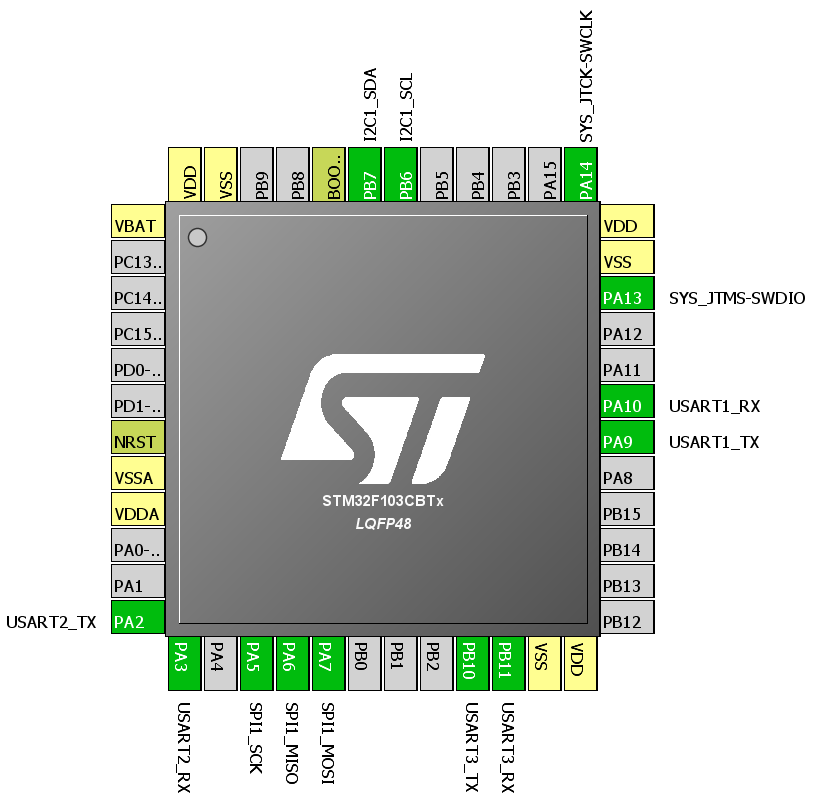 I2C1_SDA
I2C1_SCL
SYS_JTCK-SWCLK
VDD
VSS
PB9
PB8
BOO..
PB7
PB6
PB5
PB4
PB3
PA15
PA14
VBAT
PC13..
PC14..
PC15..
PD0-..
PD1-..
NRST
VSSA
VDDA
PA0-..
PA1
USART2_TX PA2
VDD
VSS
PA13 SYS_JTMS-SWDIO
PA12
PA11
PA10 USART1_RX
PA9 USART1_TX
PA8
PB15
PB14
PB13
PB12
ST
STM32F103CBTx
LQFP48
PA3
PA4
PA5
PA6
PA7
PB0
PB1
PB2
PB10
PB11
VSS
VDD
USART2_RX
SPI1_SCK
SPI1_MISO
SPI1_MOSI
USART3_TX
USART3_RX